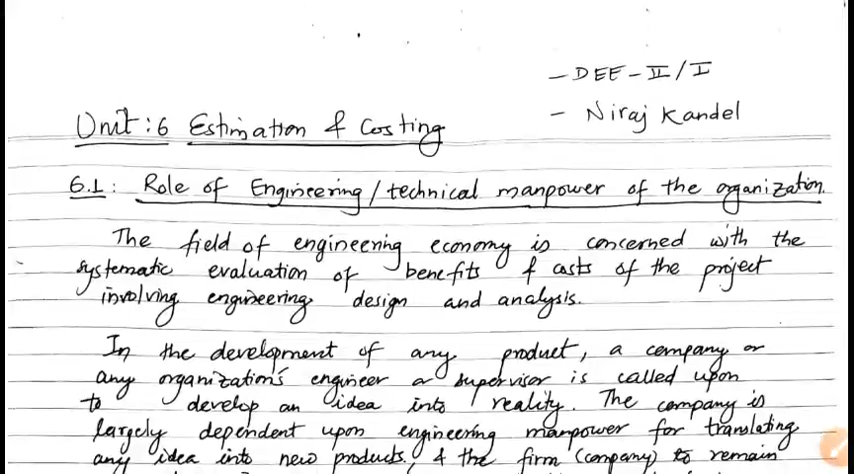 - DEE - II / I
- Niraj Kandel
Unit : 6 Estimation & Costing
6.1 : Role of Engineering / technical manpower of the organization.
The field of engineering economy is concerned with the
systematic evaluation of benefits & casts of the project
involving engineering design and analysis.
In the development of any product, a company or
any organization's engineer or supervisor is called upon
to develop an idea into reality. The company is
largely dependent upon engineering manpower for translating
any idea into new products, & the firm (company) to remain